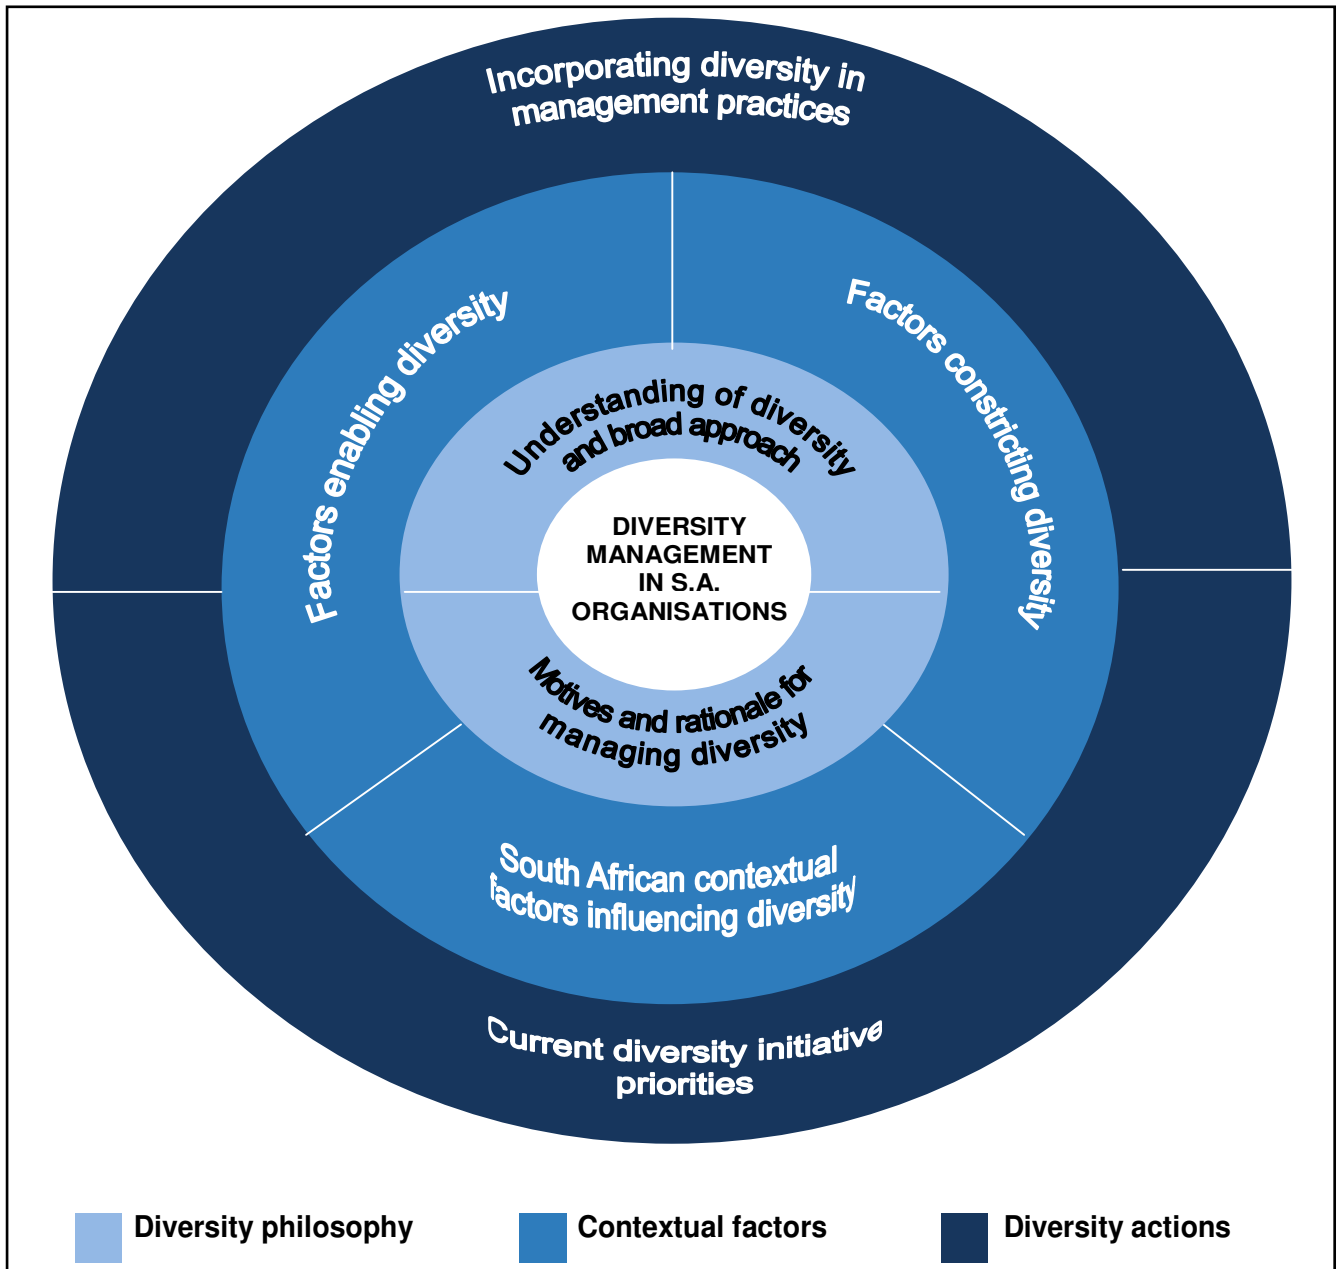 Incorporating diversity in
management practices
Factors enabling diversity
Factors constricting diversity
Understanding of diversity
and broad approach
DIVERSITY
MANAGEMENT
IN S.A.
ORGANISATIONS
Motives and rationale for
managing diversity
South African contextual
factors influencing diversity
Current diversity initiative
priorities
Diversity philosophy
Contextual factors
Diversity actions